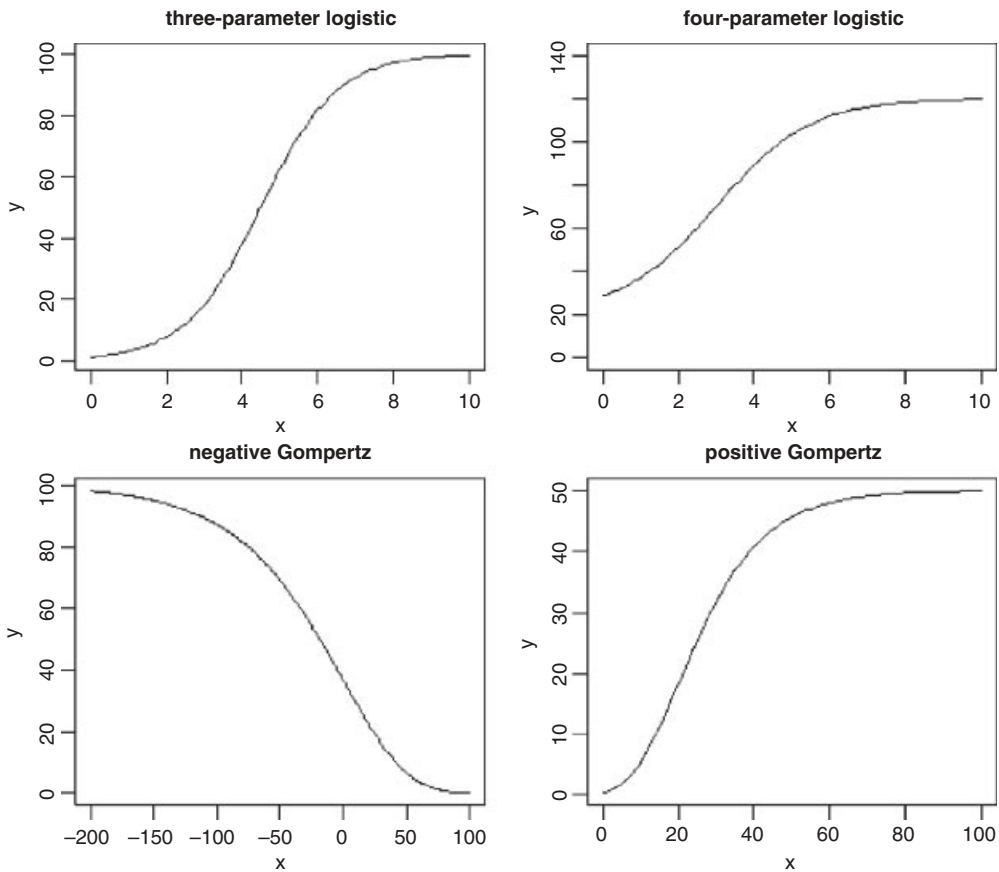 three-parameter logistic
y
0 20 40 60 80 100
0 2 4 6 8 10
x
four-parameter logistic
y
0 20 60 100 140
0 2 4 6 8 10
x
negative Gompertz
y
0 20 40 60 80 100
−200 −150 −100 −50 0 50 100
x
positive Gompertz
y
0 10 20 30 40 50
0 20 40 60 80 100
x